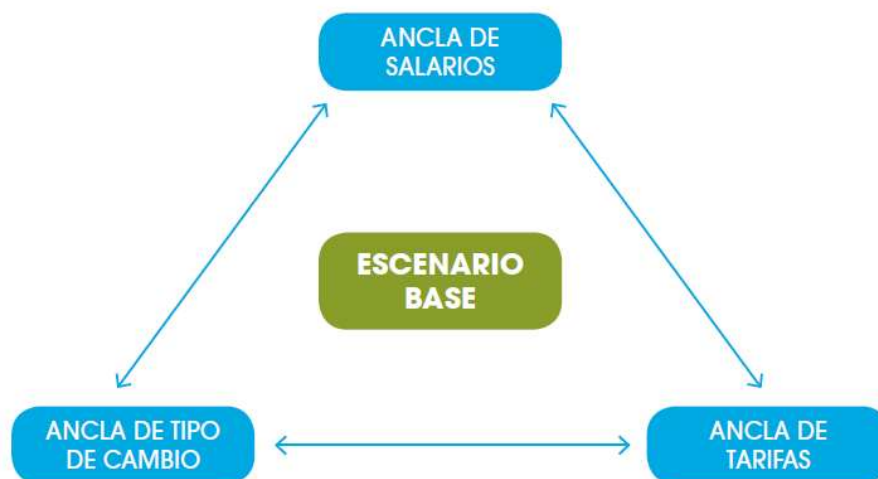 ANCLA DE
SALARIOS
ESCENARIO
BASE
ANCLA DE TIPO
DE CAMBIO
ANCLA DE
TARIFAS